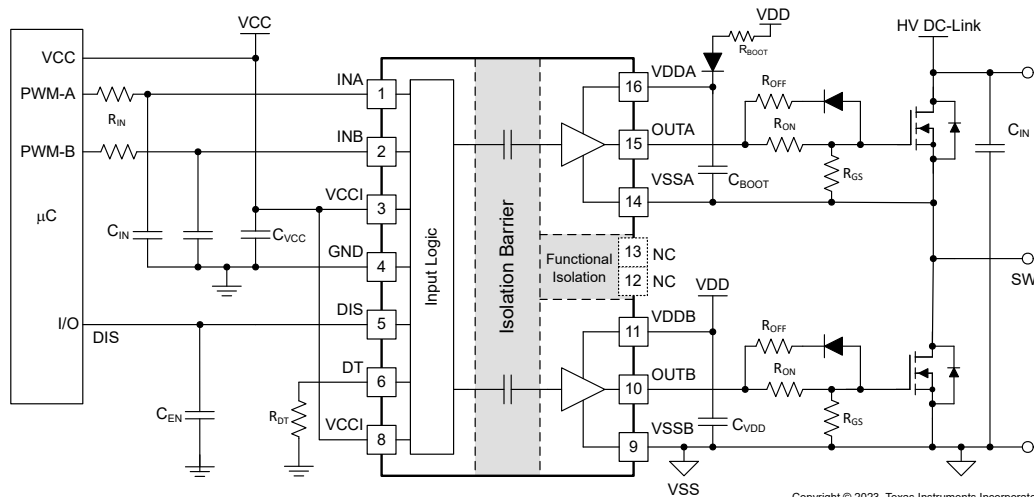 VCC
VDD
HV DC-Link
RBOOT
VCC
INA
VDDA
1
16
PWM-A
RIN
ROFF
RON
OUTA
15
INB
2
PWM-B
CIN
VCCI
3
CBOOT
RGS
VSSA
14
μC
CIN
CVCC
GND
4
Input Logic
Isolation Barrier
Functional
Isolation
13
NC
12
NC
SW
VDD
I/O
DIS
DIS
5
VDDB
11
ROFF
DT
6
OUTB
10
RON
RDT
CEN
VCCI
8
CVDD
RGS
VSSB
9
VSS
Copyright © 2023, Texas Instruments Incorporate